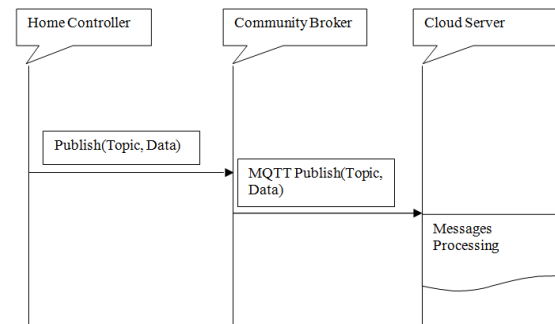 Home Controller
Community Broker
Cloud Server
Publish(Topic, Data)
MQTT Publish(Topic,
Data)
Messages
Processing